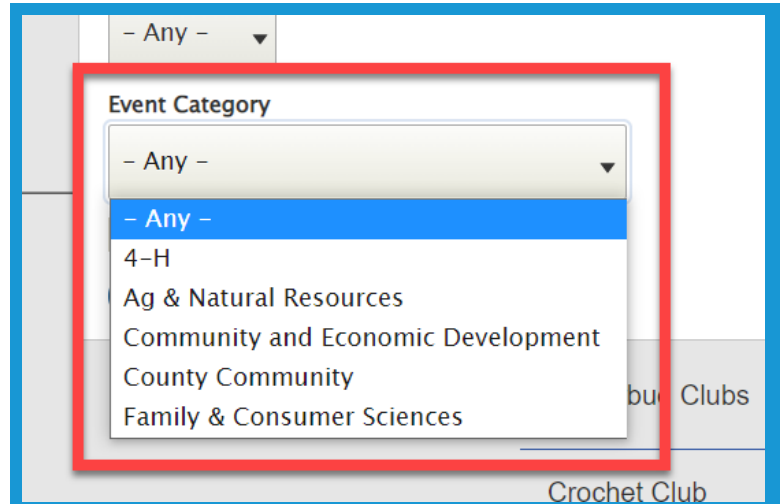 – Any –
Event Category
– Any –
– Any –
4-H
Ag & Natural Resources
Community and Economic Development
County Community
Family & Consumer Sciences
Clubs
Crochet Club